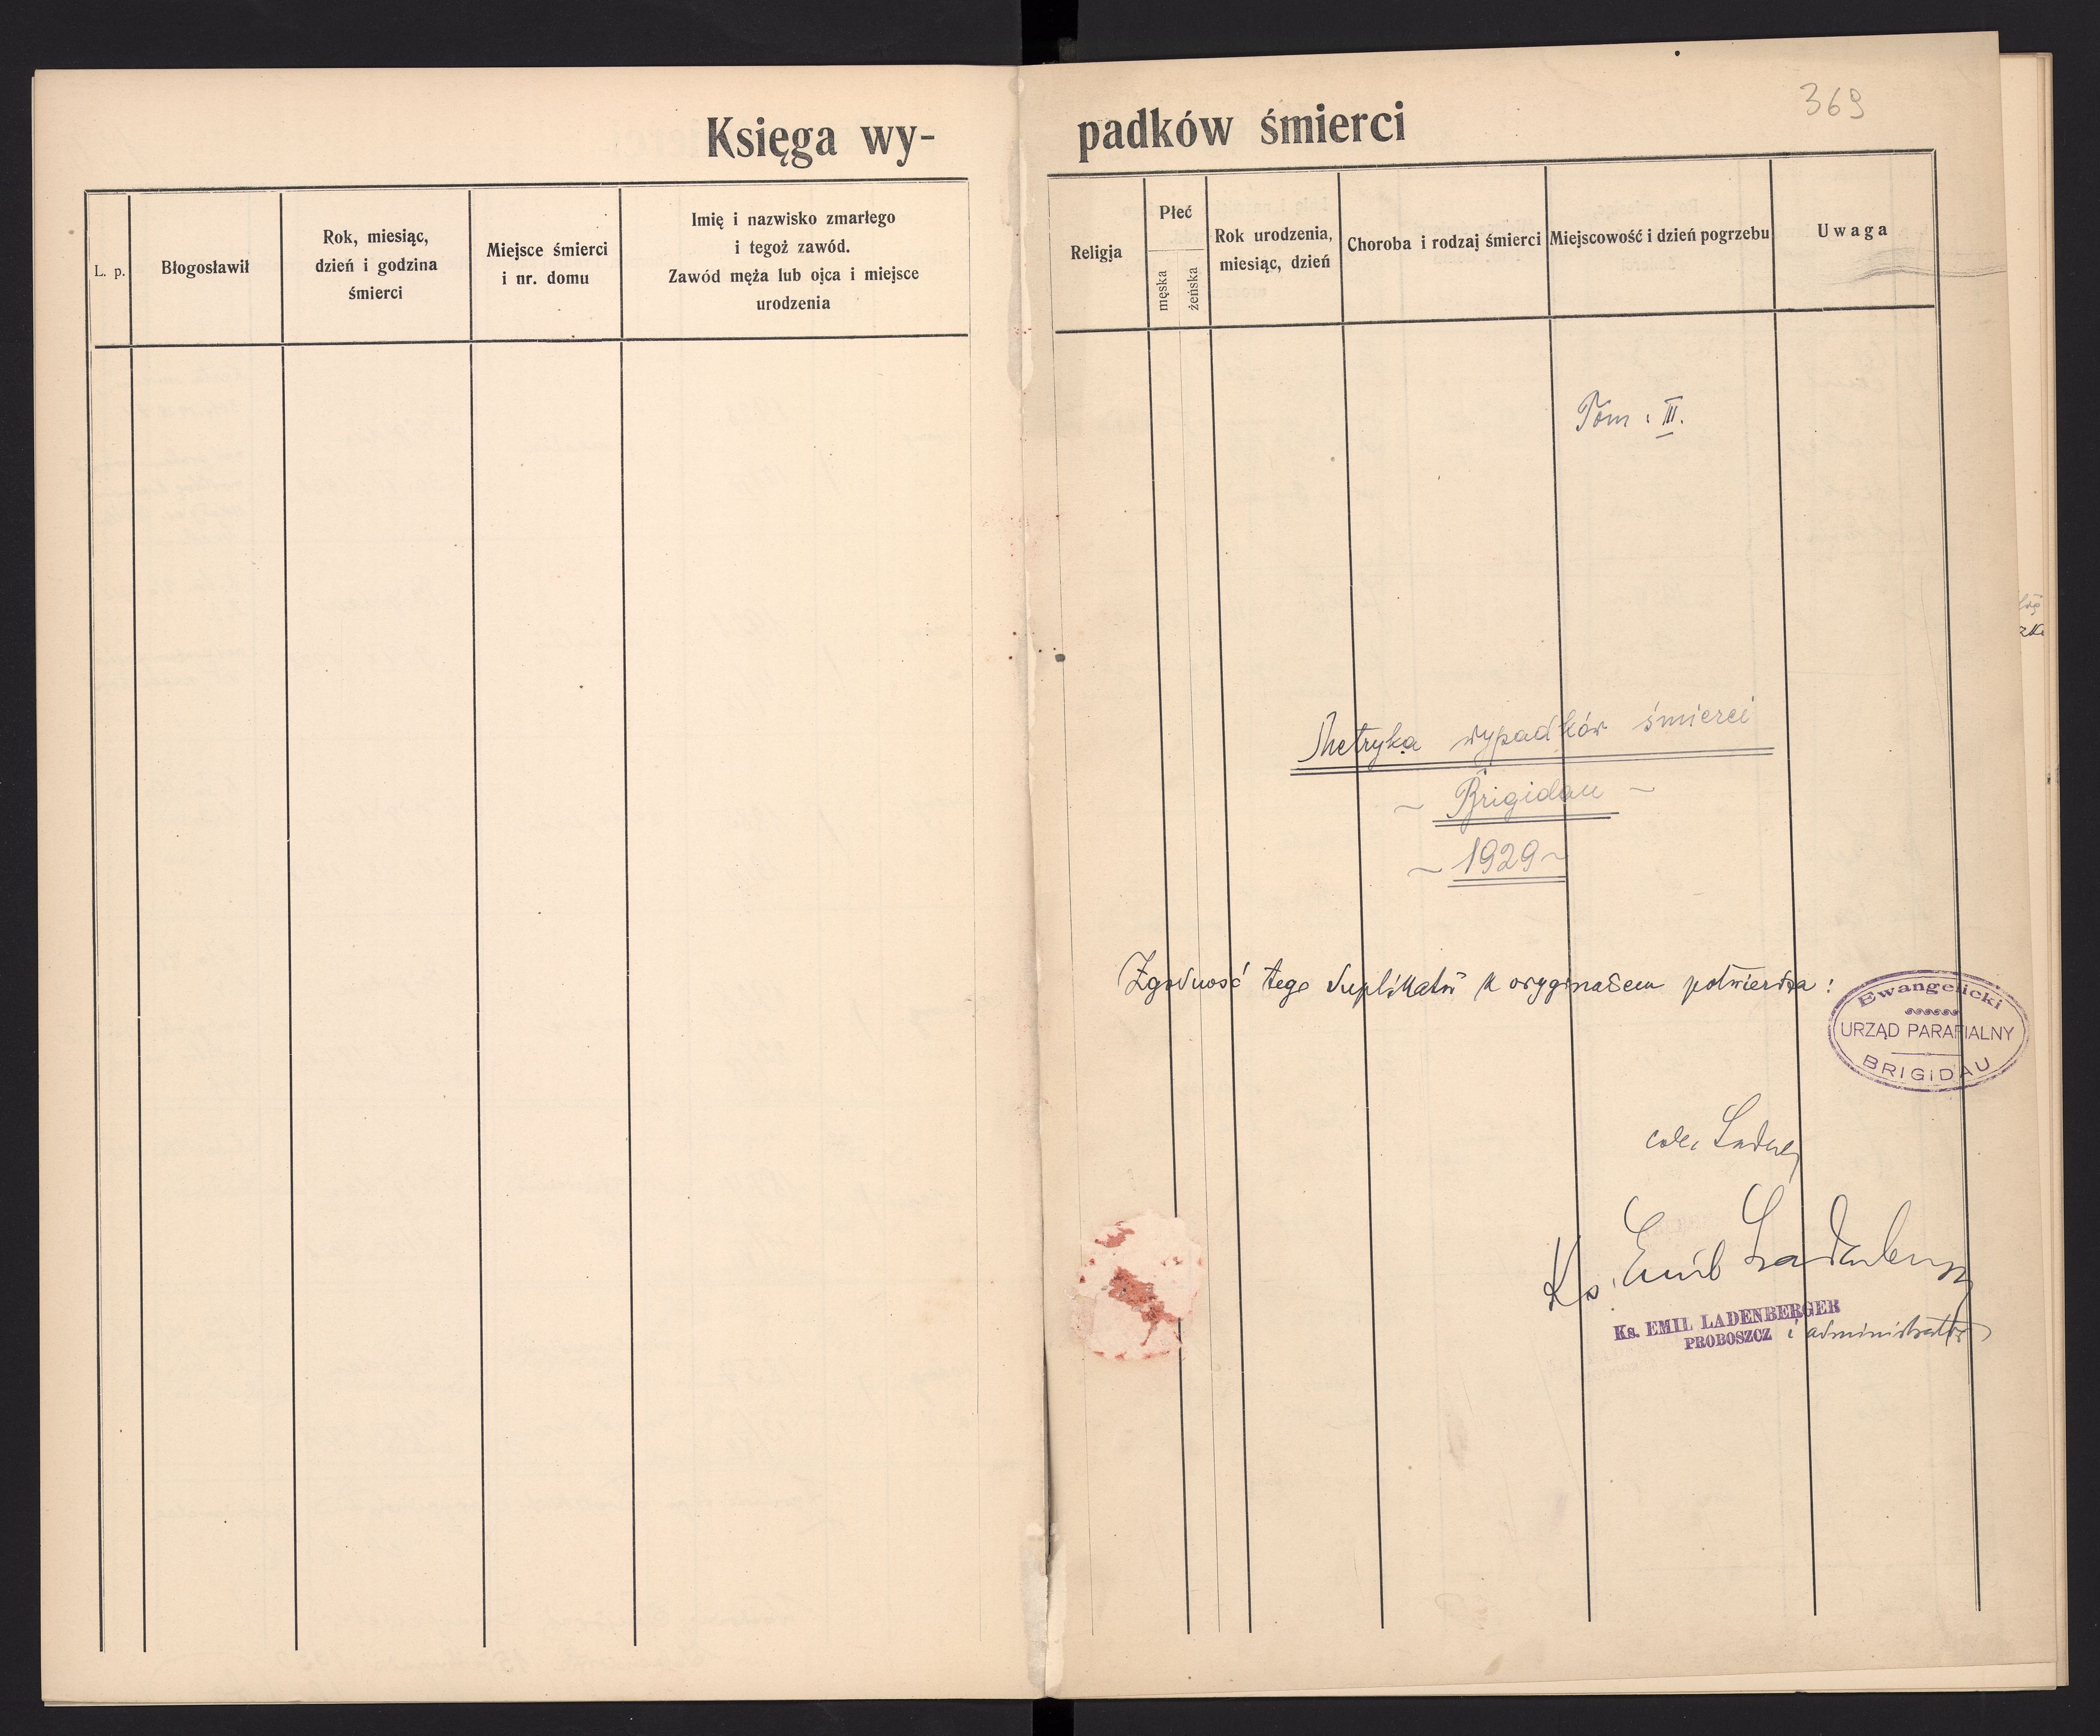 Księga wy-
L. p.
Błogosławił
Rok, miesiąc,
dzień i godzina
śmierci
Miejsce śmierci
i nr. domu
Imię i nazwisko zmarłego
i tegoż zawód.
Zawód męża lub ojca i miejsce
urodzenia
369
padków śmierci
Religja
Płeć
męska
żeńska
Rok urodzenia,
miesiąc, dzień
Choroba i rodzaj śmierci
Miejscowość i dzień pogrzebu
Uwaga
Tom: III.
Metryka wypadków śmierci
~ Brigidau ~
~ 1929 ~
Zgodność tego duplikatu z oryginałem potwierdza:
Ewangelicki
URZĄD PARAFIALNY
BRIGIDAU
Ks. Emil Ladenberger
Ks. EMIL LADENBERGER
PROBOSZCZ i administrator